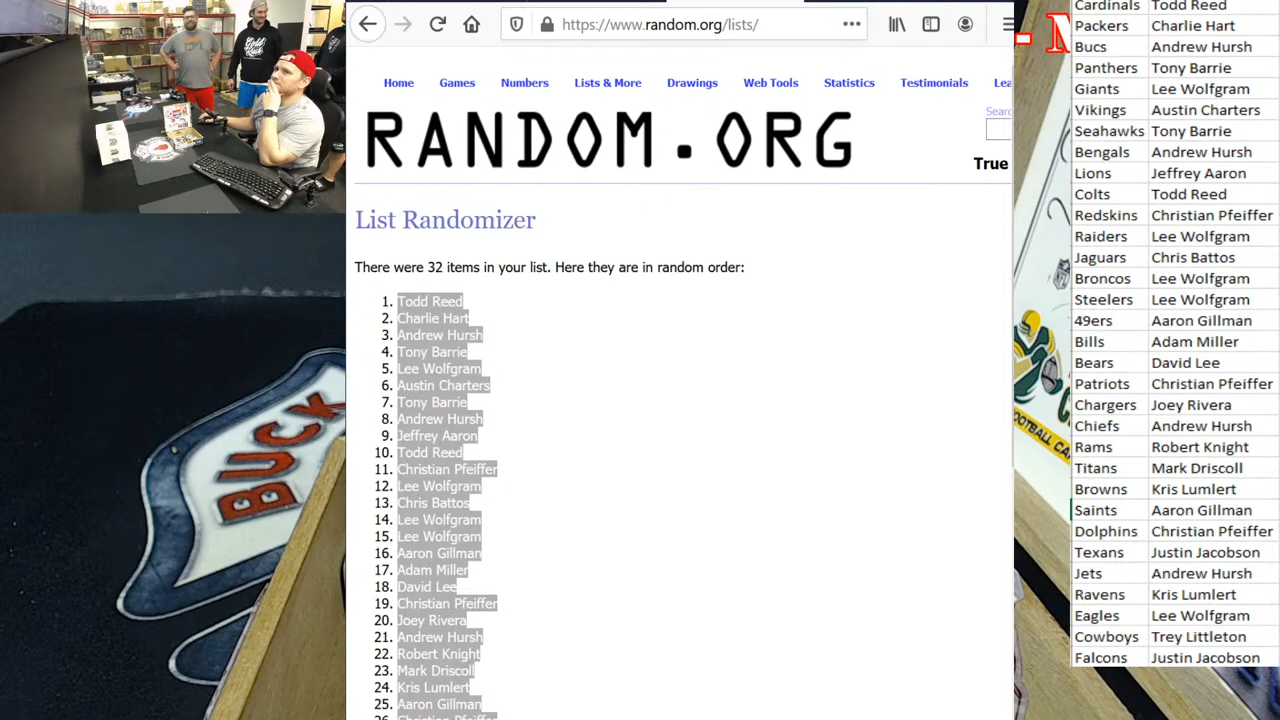 https://www.random.org/lists/
Home Games Numbers Lists & More Drawings Web Tools Statistics Testimonials Lea
RANDOM.ORG
Search
True
List Randomizer
There were 32 items in your list. Here they are in random order:
1. Todd Reed
2. Charlie Hart
3. Andrew Hursh
4. Tony Barrie
5. Lee Wolfgram
6. Austin Charters
7. Tony Barrie
8. Andrew Hursh
9. Jeffrey Aaron
10. Todd Reed
11. Christian Pfeiffer
12. Lee Wolfgram
13. Chris Battos
14. Lee Wolfgram
15. Lee Wolfgram
16. Aaron Gillman
17. Adam Miller
18. David Lee
19. Christian Pfeiffer
20. Joey Rivera
21. Andrew Hursh
22. Robert Knight
23. Mark Driscoll
24. Kris Lumlert
25. Aaron Gillman
26. Christian Pfeiffer
Cardinals Todd Reed
Packers Charlie Hart
Bucs Andrew Hursh
Panthers Tony Barrie
Giants Lee Wolfgram
Vikings Austin Charters
Seahawks Tony Barrie
Bengals Andrew Hursh
Lions Jeffrey Aaron
Colts Todd Reed
Redskins Christian Pfeiffer
Raiders Lee Wolfgram
Jaguars Chris Battos
Broncos Lee Wolfgram
Steelers Lee Wolfgram
49ers Aaron Gillman
Bills Adam Miller
Bears David Lee
Patriots Christian Pfeiffer
Chargers Joey Rivera
Chiefs Andrew Hursh
Rams Robert Knight
Titans Mark Driscoll
Browns Kris Lumlert
Saints Aaron Gillman
Dolphins Christian Pfeiffer
Texans Justin Jacobson
Jets Andrew Hursh
Ravens Kris Lumlert
Eagles Lee Wolfgram
Cowboys Trey Littleton
Falcons Justin Jacobson
BUCK
FOOTBALL CA
Gold Rush